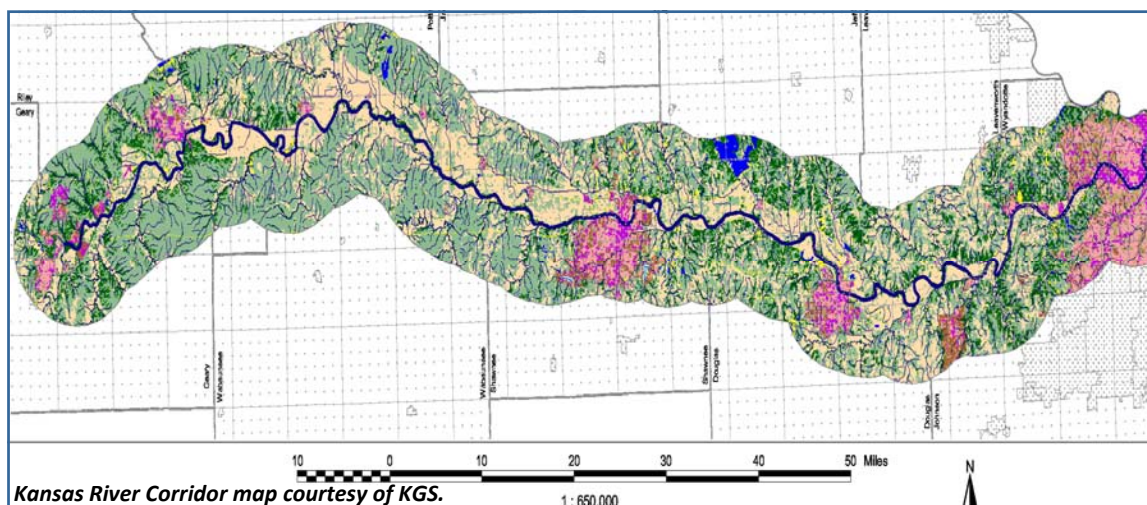 Riley
Geary
Leavenworth
Wyandotte
Geary
Wabaunsee
Wabaunsee
Shawnee
Shawnee
Douglas
Douglas
Johnson
10 0 10 20 30 40 50 Miles
N
Kansas River Corridor map courtesy of KGS.
1 : 650,000